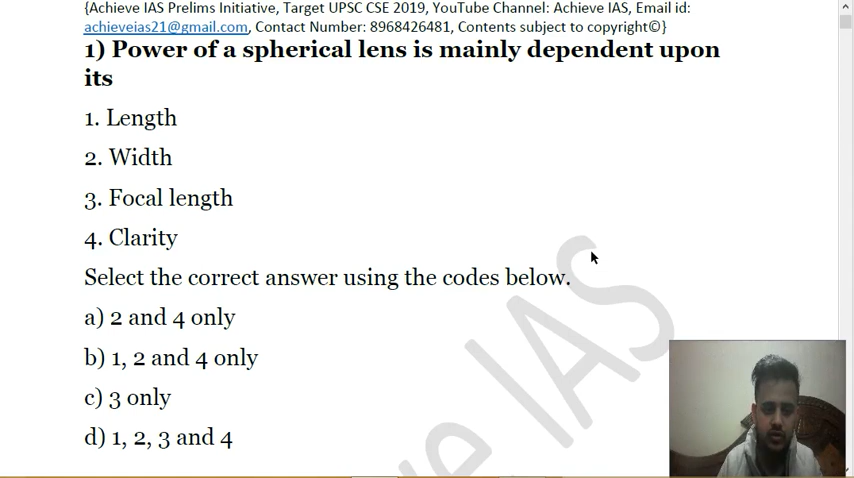 {Achieve IAS Prelims Initiative, Target UPSC CSE 2019, YouTube Channel: Achieve IAS, Email id:
achieveias21@gmail.com, Contact Number: 8968426481, Contents subject to copyright©}
1) Power of a spherical lens is mainly dependent upon
its
1. Length
2. Width
3. Focal length
4. Clarity
Select the correct answer using the codes below.
a) 2 and 4 only
b) 1, 2 and 4 only
c) 3 only
d) 1, 2, 3 and 4
ve IAS